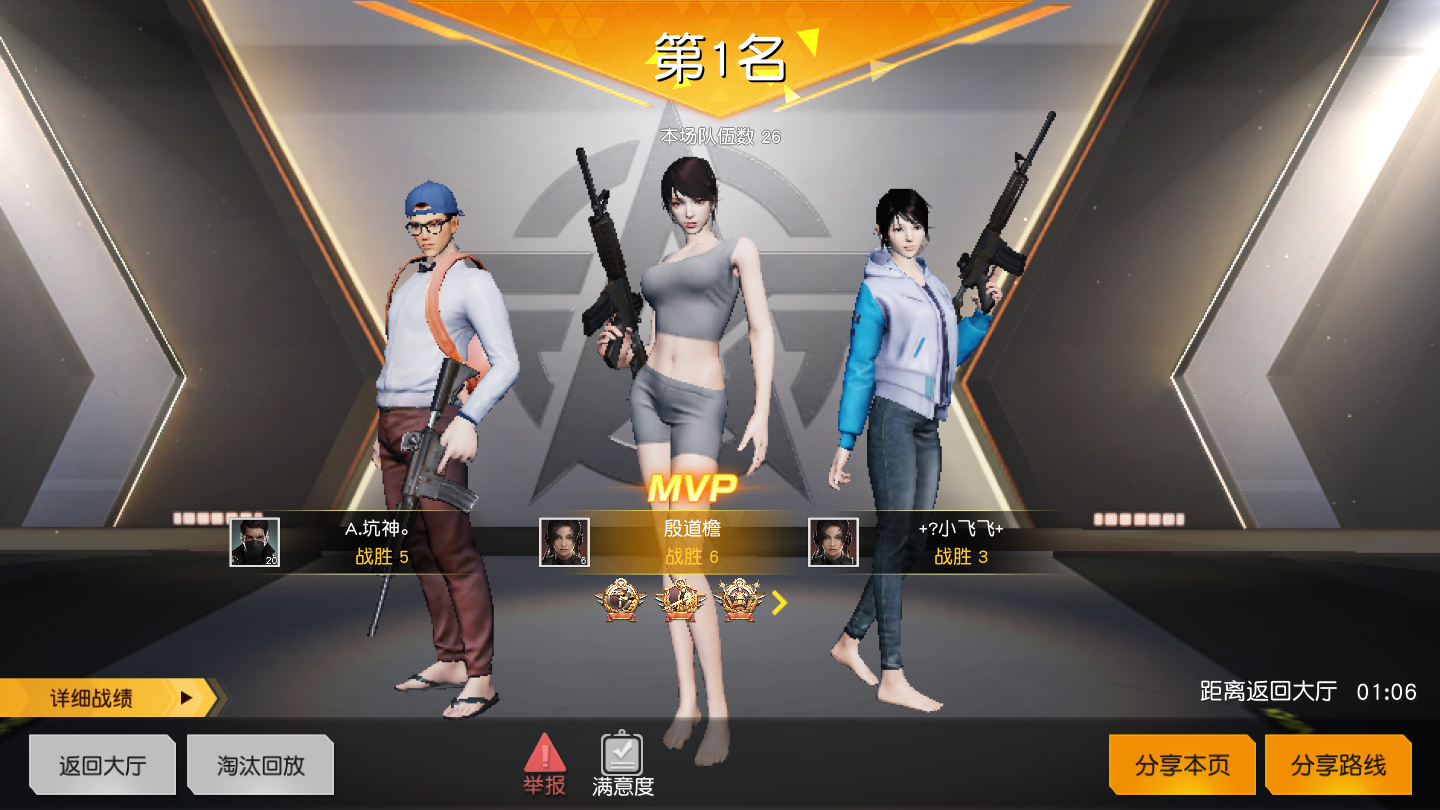 第1名
本场队伍数 26
MVP
A.坑神。
战胜 5
20
殷道檐
战胜 6
6
+?小飞飞+
战胜 3
1
详细战绩
距离返回大厅 01:06
返回大厅
淘汰回放
举报
满意度
分享本页
分享路线